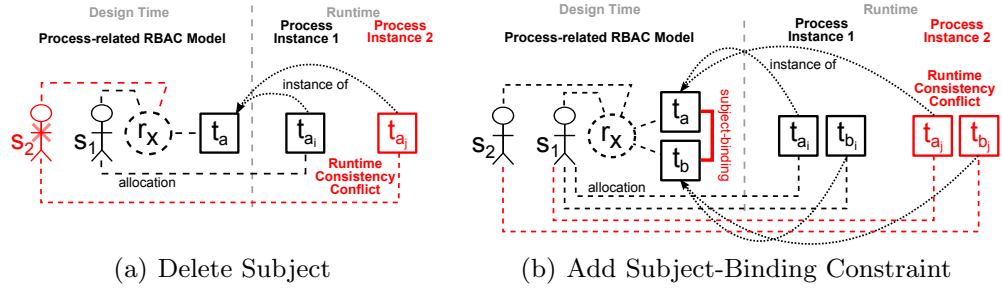 Design Time
Runtime
Process-related RBAC Model
Process
Instance 1
Process
Instance 2
instance of
s2
s1
rx
ta
tai
taj
allocation
Runtime
Consistency
Conflict
(a) Delete Subject
Design Time
Runtime
Process-related RBAC Model
Process
Instance 1
Process
Instance 2
instance of
Runtime
Consistency
Conflict
s2
s1
rx
ta
tb
subject-binding
tai
tbi
taj
tbj
allocation
(b) Add Subject-Binding Constraint